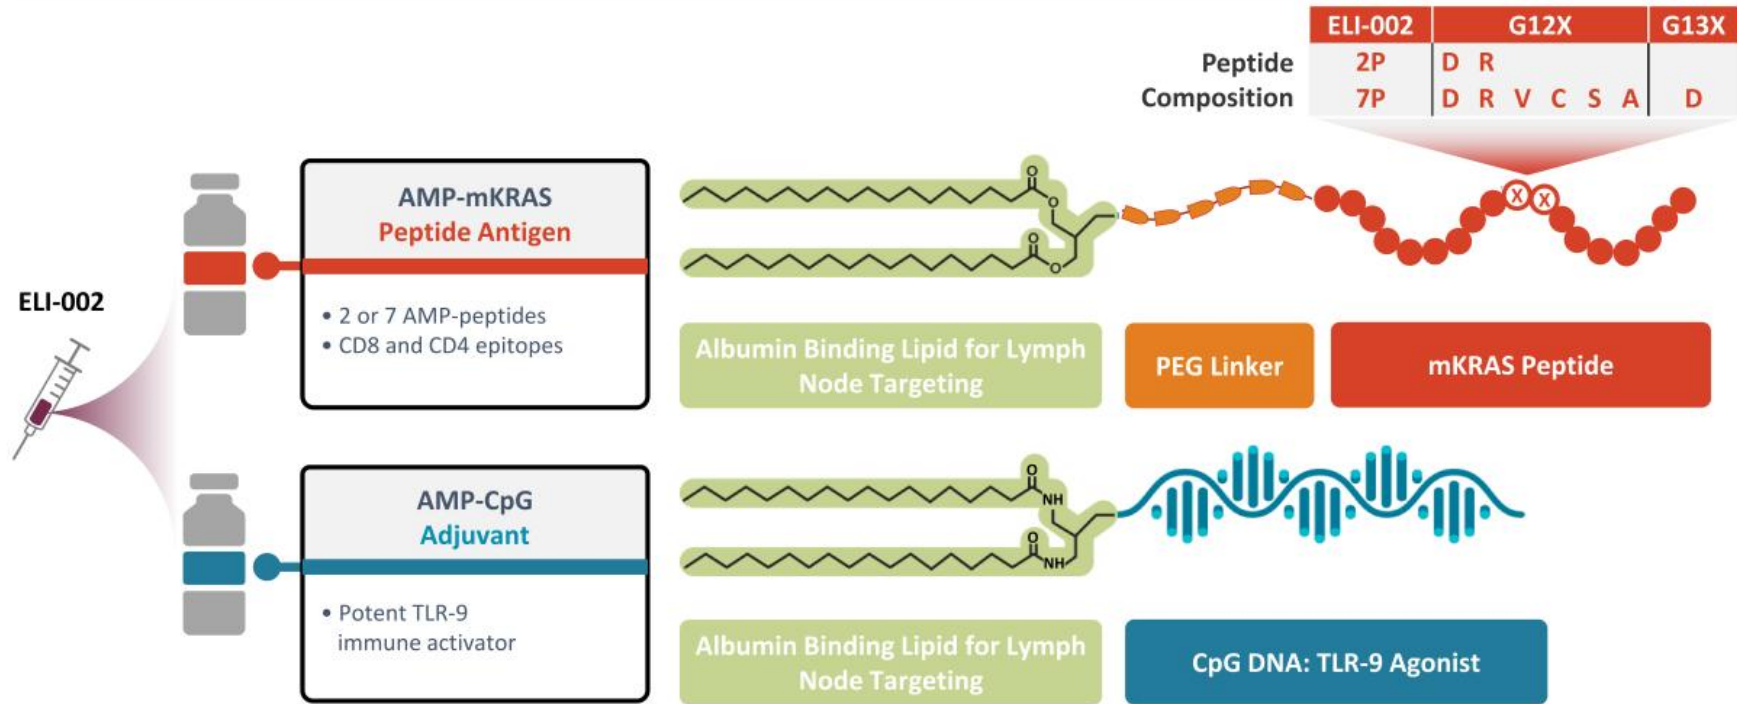 ELI-002 G12X G13X
Peptide 2P D R
Composition 7P D R V C S A D
ELI-002
AMP-mKRAS
Peptide Antigen
• 2 or 7 AMP-peptides
• CD8 and CD4 epitopes
O
O
O
O
X X
Albumin Binding Lipid for Lymph
Node Targeting
PEG Linker
mKRAS Peptide
AMP-CpG
Adjuvant
• Potent TLR-9
immune activator
O
NH
O
NH
Albumin Binding Lipid for Lymph
Node Targeting
CpG DNA: TLR-9 Agonist